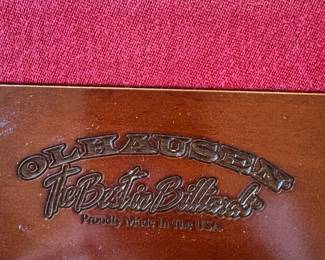 OLHAUSEN
The Best in Billiards
Proudly Made In The USA